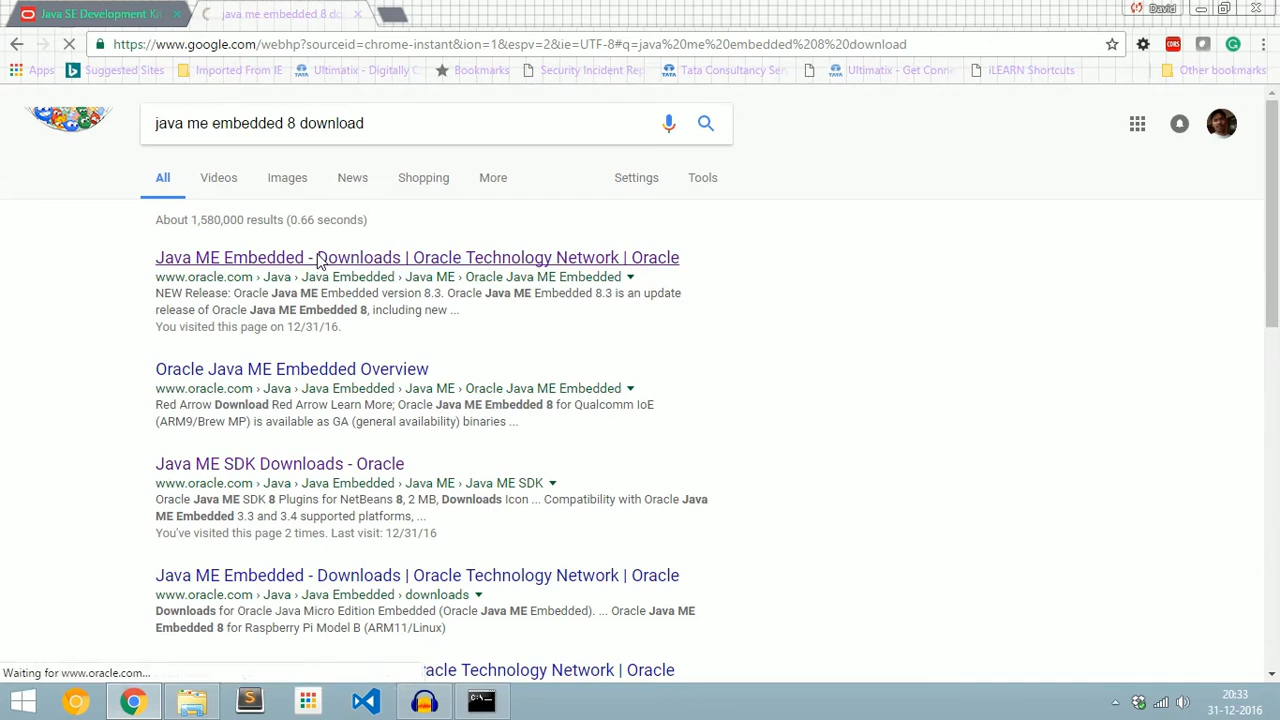 Java SE Development Kit
java me embedded 8 do
David
https://www.google.com/webhp?sourceid=chrome-instant&ion=1&espv=2&ie=UTF-8#q=java%20me%20embedded%208%20download
Apps Suggested Sites Imported From IE Ultimatix - Digitally C Bookmarks Security Incident Rep Tata Consultancy Ser Ultimatix - Get Conne iLEARN Shortcuts Other bookmarks
java me embedded 8 download
All Videos Images News Shopping More Settings Tools
About 1,580,000 results (0.66 seconds)
Java ME Embedded - Downloads | Oracle Technology Network | Oracle
www.oracle.com › Java › Java Embedded › Java ME › Oracle Java ME Embedded
NEW Release: Oracle Java ME Embedded version 8.3. Oracle Java ME Embedded 8.3 is an update
release of Oracle Java ME Embedded 8, including new ...
You visited this page on 12/31/16.
Oracle Java ME Embedded Overview
www.oracle.com › Java › Java Embedded › Java ME › Oracle Java ME Embedded
Red Arrow Download Red Arrow Learn More; Oracle Java ME Embedded 8 for Qualcomm IoE
(ARM9/Brew MP) is available as GA (general availability) binaries ...
Java ME SDK Downloads - Oracle
www.oracle.com › Java › Java Embedded › Java ME › Java ME SDK
Oracle Java ME SDK 8 Plugins for NetBeans 8, 2 MB, Downloads Icon ... Compatibility with Oracle Java
ME Embedded 3.3 and 3.4 supported platforms, ...
You've visited this page 2 times. Last visit: 12/31/16
Java ME Embedded - Downloads | Oracle Technology Network | Oracle
www.oracle.com › Java › Java Embedded › downloads
Downloads for Oracle Java Micro Edition Embedded (Oracle Java ME Embedded). ... Oracle Java ME
Embedded 8 for Raspberry Pi Model B (ARM11/Linux)
racle Technology Network | Oracle
Waiting for www.oracle.com...
20:33
31-12-2016